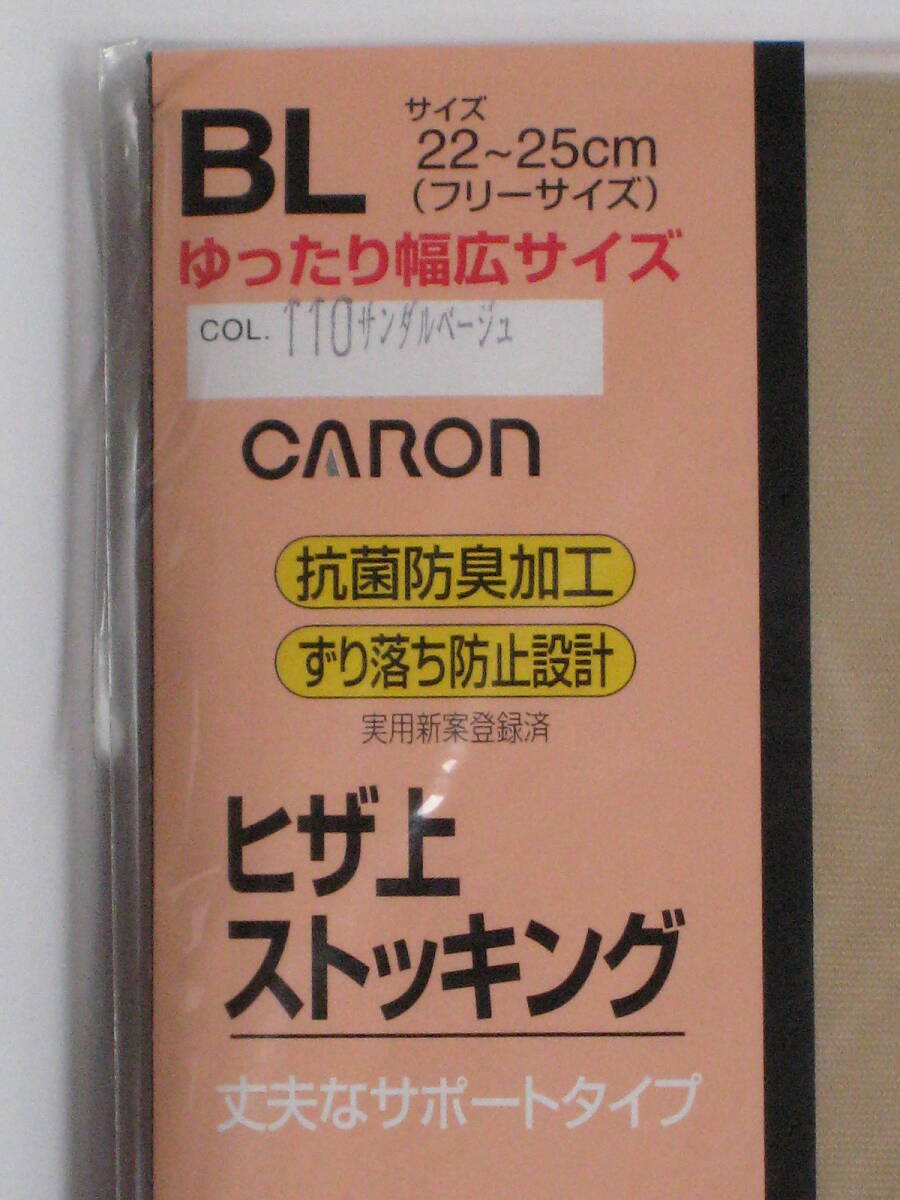 BL
サイズ
22~25cm
(フリーサイズ)
ゆったり幅広サイズ
COL. 110サンダルベージュ
CARON
抗菌防臭加工
ずり落ち防止設計
実用新案登録済
ヒザ上
ストッキング
丈夫なサポートタイプ